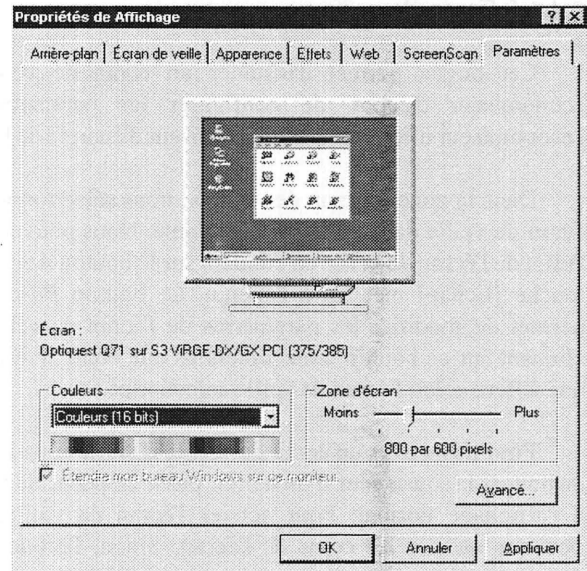 Propriétés de Affichage
Arrière-plan
Écran de veille
Apparence
Effets
Web
ScreenScan
Paramètres
Écran :
Optiquest Q71 sur S3 ViRGE-DX/GX PCI (375/385)
Couleurs
Couleurs (16 bits)
Zone d'écran
Moins
Plus
800 par 600 pixels
Étendre mon bureau Windows sur ce moniteur.
Avancé...
OK
Annuler
Appliquer